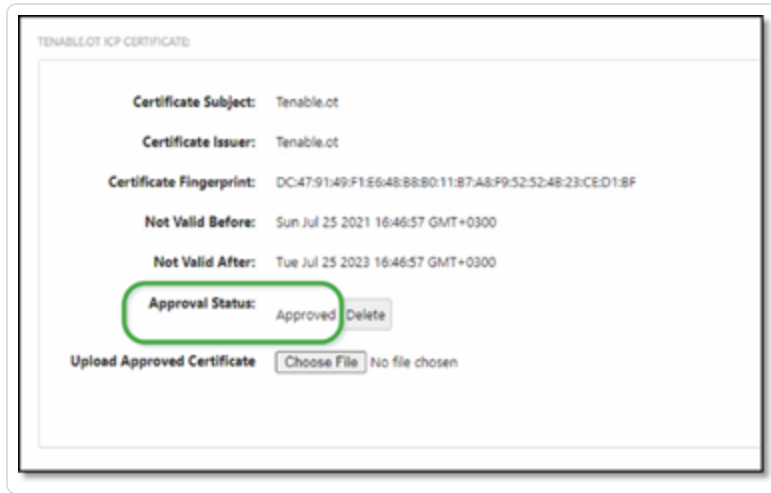 TENABLE.OT ICP CERTIFICATE:
Certificate Subject: Tenable.ot
Certificate Issuer: Tenable.ot
Certificate Fingerprint: DC:47:91:49:F1:E6:48:B8:B0:11:B7:A8:F9:52:52:4B:23:CE:D1:BF
Not Valid Before: Sun Jul 25 2021 16:46:57 GMT+0300
Not Valid After: Tue Jul 25 2023 16:46:57 GMT+0300
Approval Status: Approved Delete
Upload Approved Certificate Choose File No file chosen